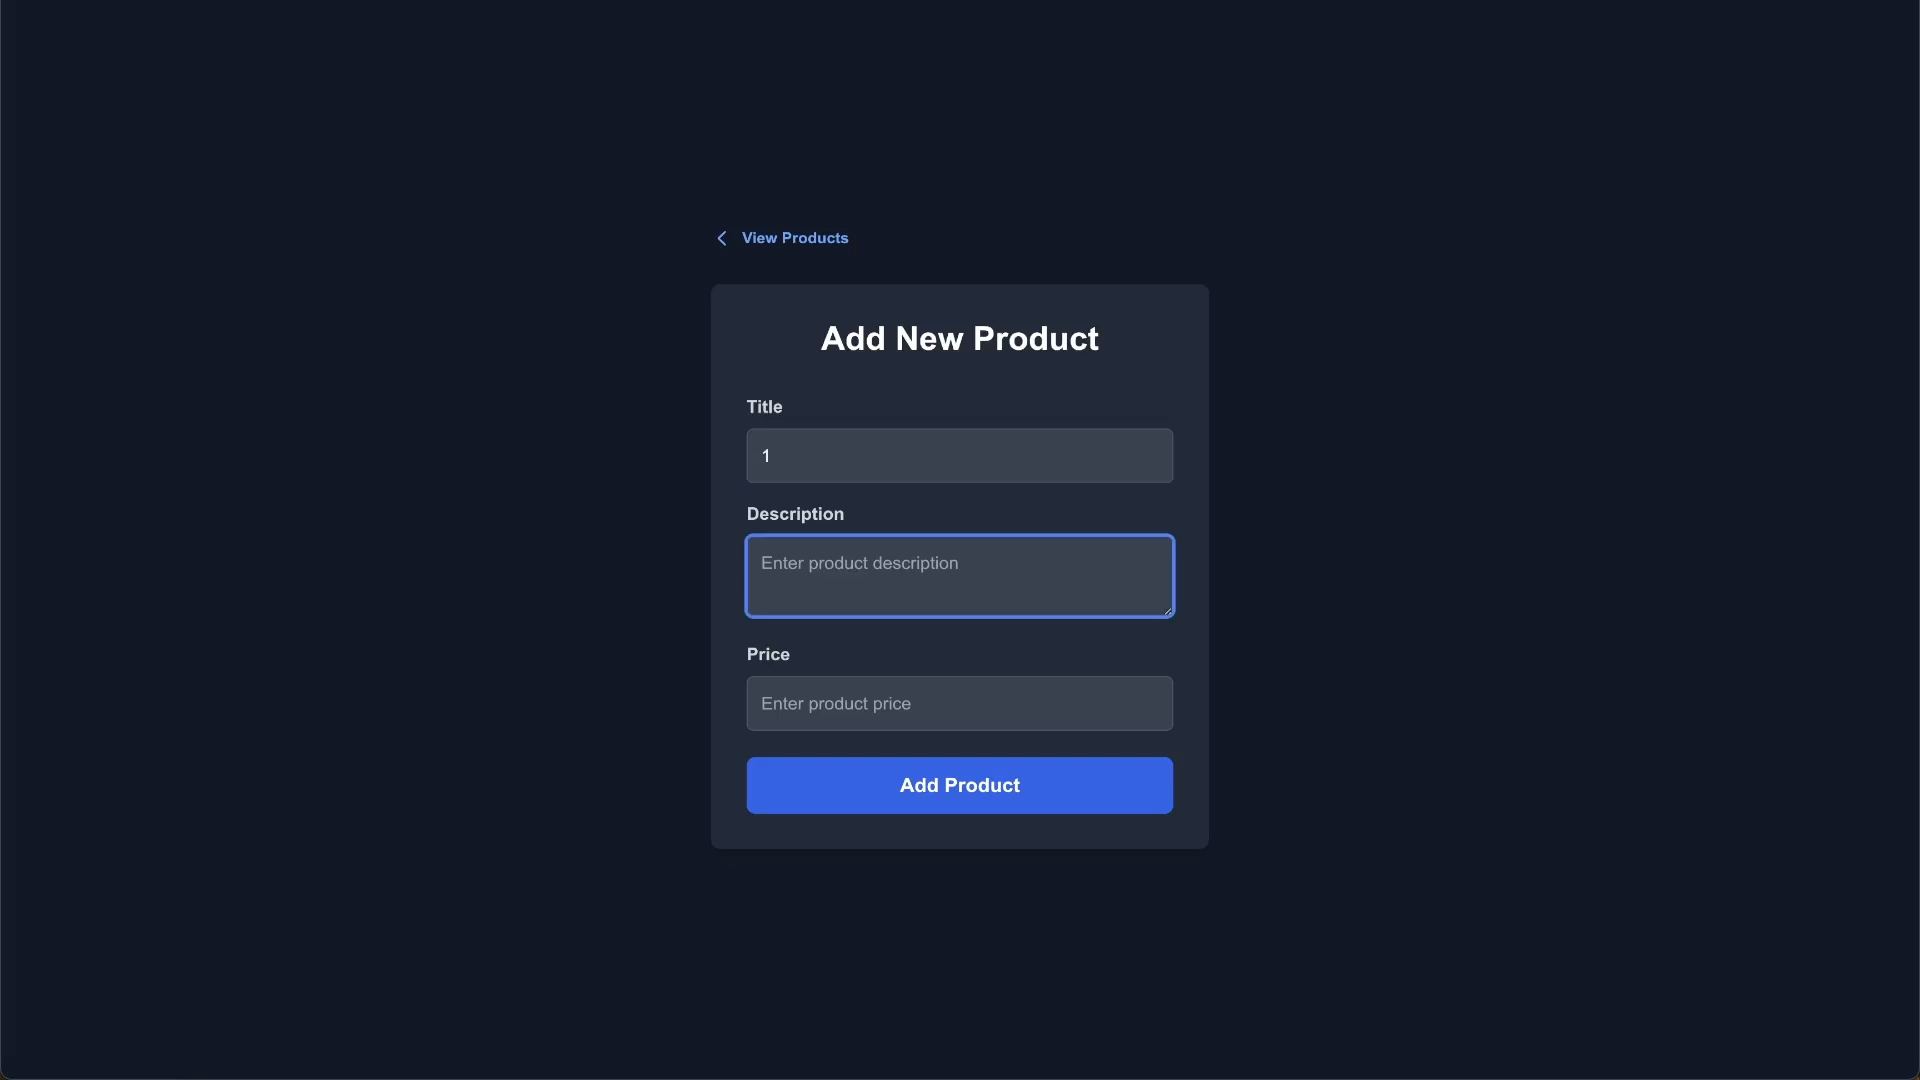 View Products
Add New Product
Title
1
Description
Enter product description
Price
Enter product price
Add Product